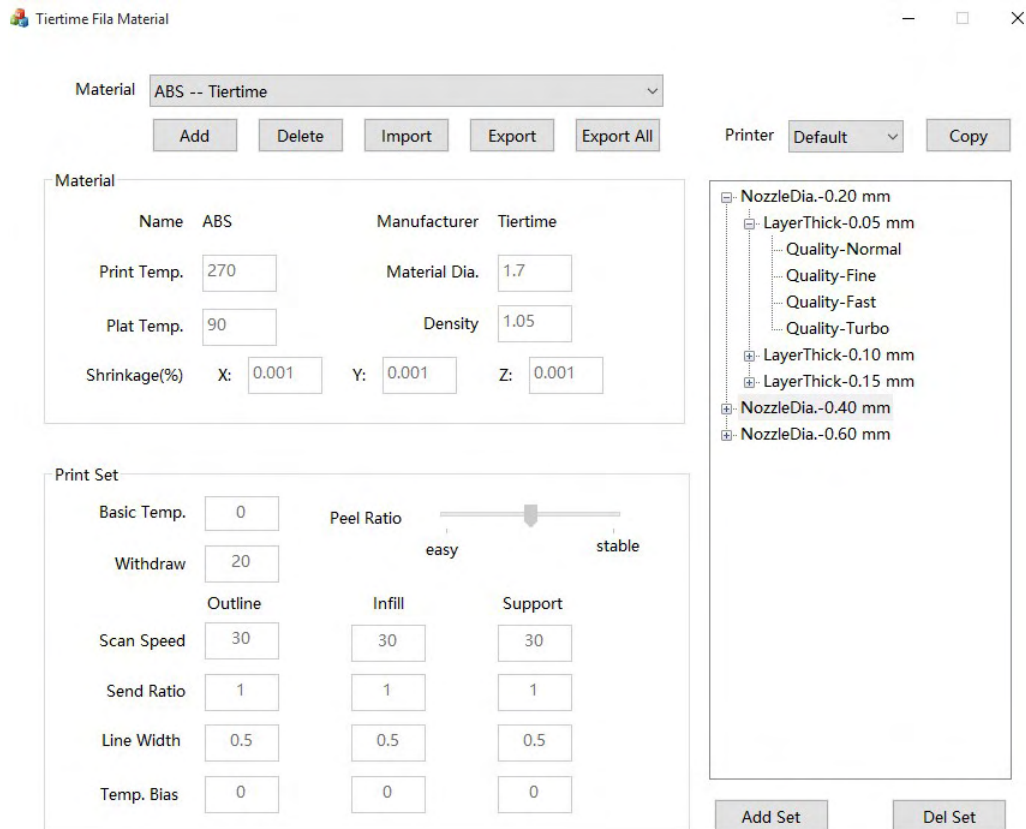 Tiertime Fila Material
Material ABS -- Tiertime
Add Delete Import Export Export All
Printer Default Copy
Material
Name ABS Manufacturer Tiertime
Print Temp. 270 Material Dia. 1.7
Plat Temp. 90 Density 1.05
Shrinkage(%) X: 0.001 Y: 0.001 Z: 0.001
Print Set
Basic Temp. 0 Peel Ratio
easy stable
Withdraw 20
Outline Infill Support
Scan Speed 30 30 30
Send Ratio 1 1 1
Line Width 0.5 0.5 0.5
Temp. Bias 0 0 0
NozzleDia.-0.20 mm
LayerThick-0.05 mm
Quality-Normal
Quality-Fine
Quality-Fast
Quality-Turbo
LayerThick-0.10 mm
LayerThick-0.15 mm
NozzleDia.-0.40 mm
NozzleDia.-0.60 mm
Add Set Del Set